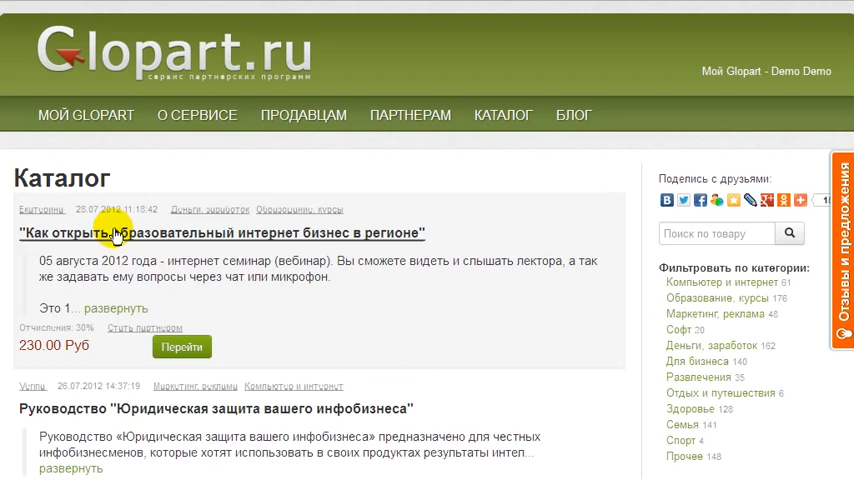 Glopart.ru
сервис партнерских программ
Мой Glopart - Demo Demo
МОЙ GLOPART О СЕРВИСЕ ПРОДАВЦАМ ПАРТНЕРАМ КАТАЛОГ БЛОГ
Каталог
Екатерина 28.07.2012 11:18:42 Деньги, заработок Образование, курсы
"Как открыть образовательный интернет бизнес в регионе"
05 августа 2012 года - интернет семинар (вебинар). Вы сможете видеть и слышать лектора, а так
же задавать ему вопросы через чат или микрофон.
Это 1... развернуть
Отчисления: 30% Стать партнером
230.00 Руб Перейти
26.07.2012 14:37:19 Маркетинг, реклама Компьютер и интернет
Руководство "Юридическая защита вашего инфобизнеса"
Руководство «Юридическая защита вашего инфобизнеса» предназначено для честных
инфобизнесменов, которые хотят использовать в своих продуктах результаты интел...
развернуть
Поделись с друзьями:
Поиск по товару
Фильтровать по категории:
Компьютер и интернет 61
Образование, курсы 176
Маркетинг, реклама 48
Софт 20
Деньги, заработок 162
Для бизнеса 140
Развлечения 35
Отдых и путешествия 6
Здоровье 128
Семья 141
Спорт 4
Прочее 148
Отзывы и предложения